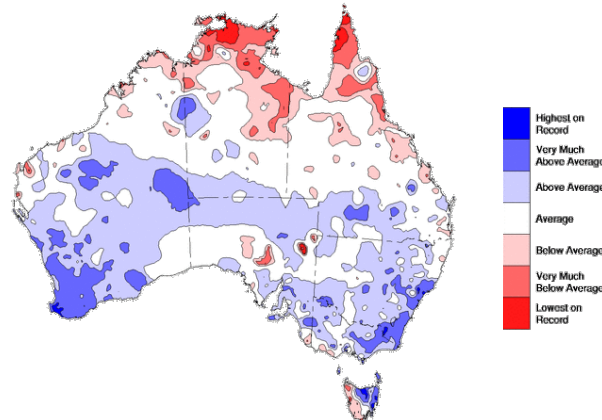 Highest on
Record
Very Much
Above Average
Above Average
Average
Below Average
Very Much
Below Average
Lowest on
Record